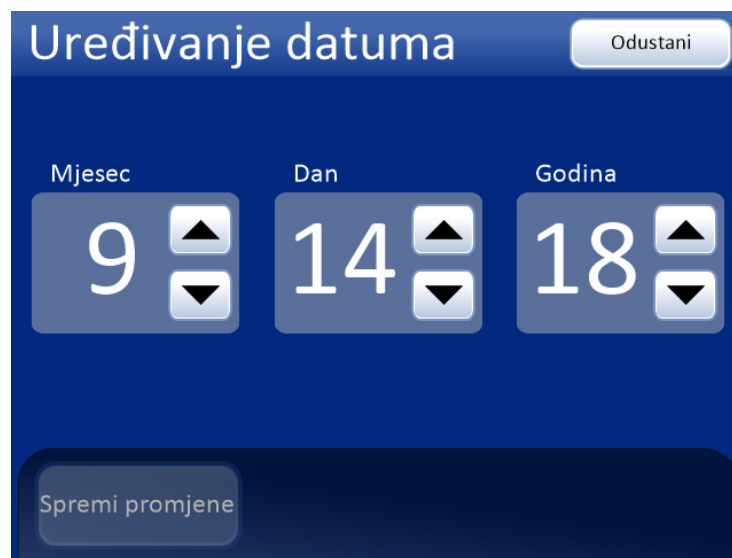 Uređivanje datuma
Odustani
Mjesec
Dan
Godina
9
14
18
Spremi promjene